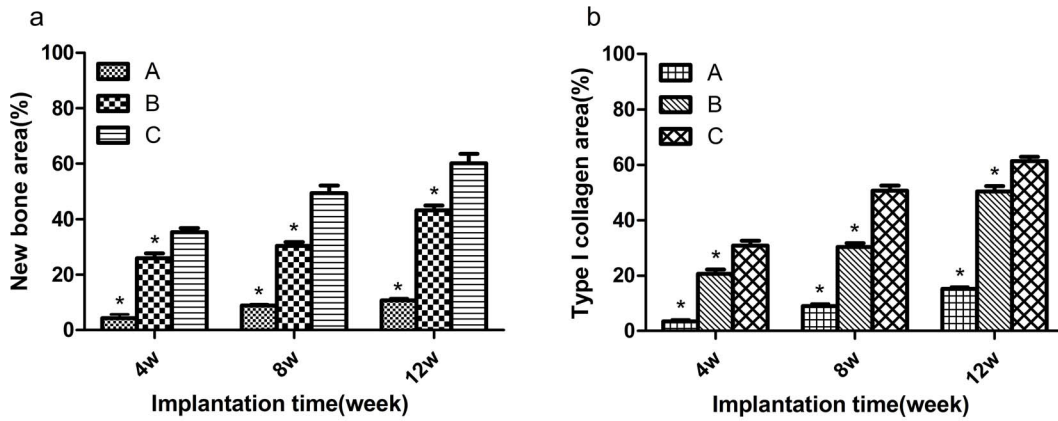 a
New bone area(%)
100
80
60
40
20
0
A
B
C
*
*
*
*
*
*
4w
8w
12w
Implantation time(week)
b
Type I collagen area(%)
100
80
60
40
20
0
A
B
C
*
*
*
*
*
*
4w
8w
12w
Implantation time(week)